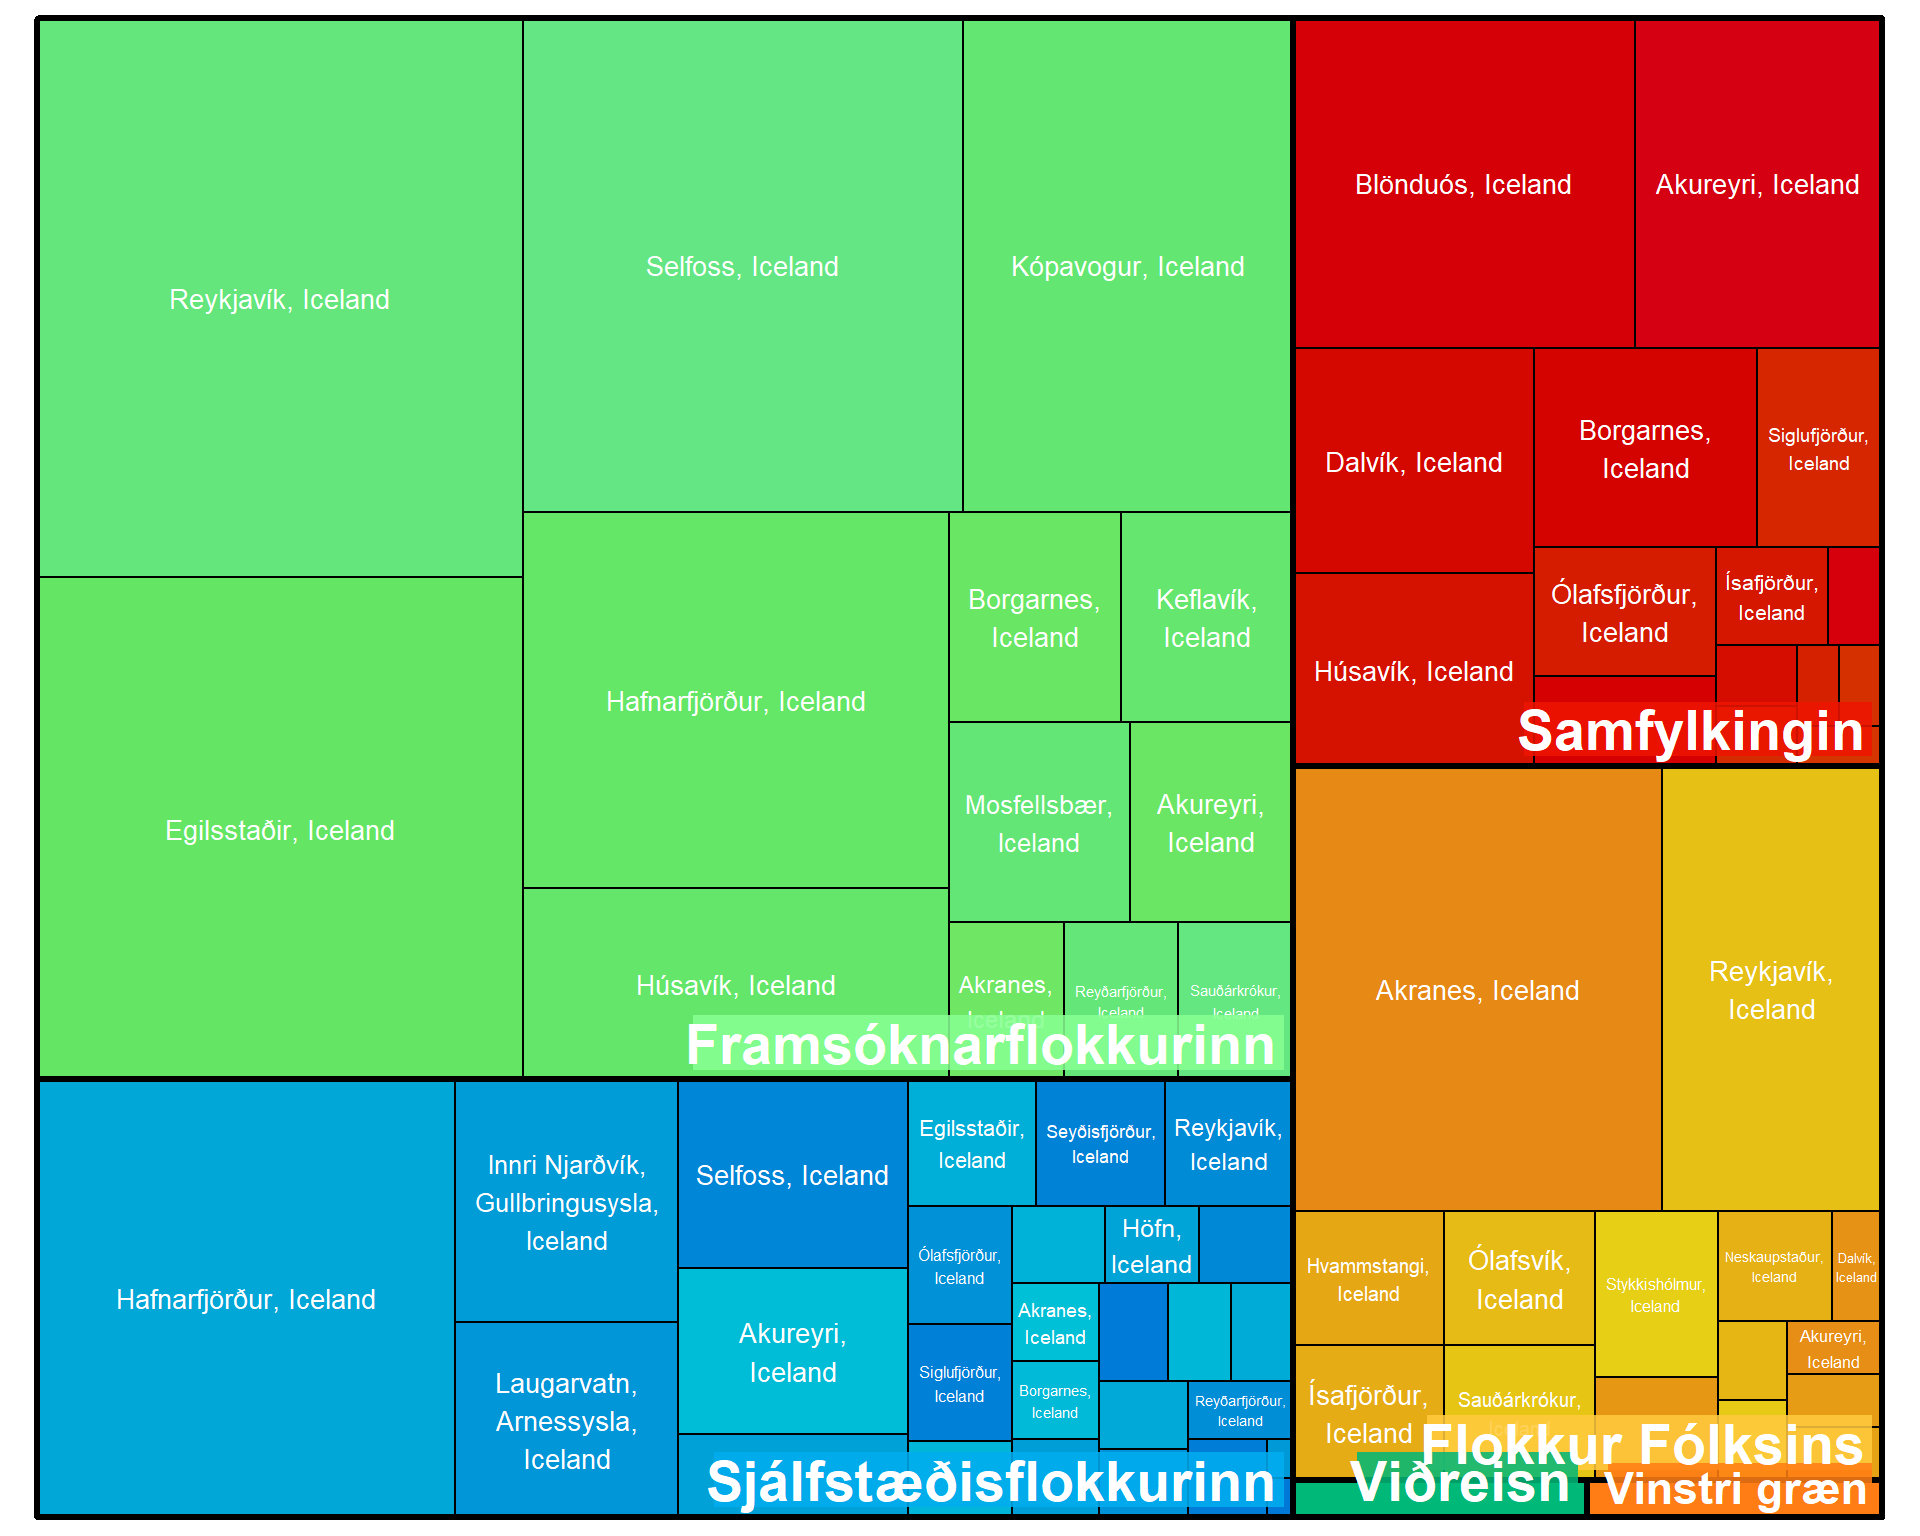 Reykjavík, Iceland
Selfoss, Iceland
Kópavogur, Iceland
Egilsstaðir, Iceland
Hafnarfjörður, Iceland
Borgarnes,
Iceland
Keflavík,
Iceland
Mosfellsbær,
Iceland
Akureyri,
Iceland
Húsavík, Iceland
Akranes,
Iceland
Reyðarfjörður,
Iceland
Sauðárkrókur,
Iceland
Framsóknarflokkurinn
Blönduós, Iceland
Akureyri, Iceland
Dalvík, Iceland
Borgarnes,
Iceland
Siglufjörður,
Iceland
Húsavík, Iceland
Ólafsfjörður,
Iceland
Ísafjörður,
Iceland
Samfylkingin
Hafnarfjörður, Iceland
Innri Njarðvík,
Gullbringusysla,
Iceland
Laugarvatn,
Arnessysla,
Iceland
Selfoss, Iceland
Akureyri,
Iceland
Egilsstaðir,
Iceland
Seyðisfjörður,
Iceland
Reykjavík,
Iceland
Ólafsfjörður,
Iceland
Höfn,
Iceland
Siglufjörður,
Iceland
Akranes,
Iceland
Borgarnes,
Iceland
Reyðarfjörður,
Iceland
Sjálfstæðisflokkurinn
Akranes, Iceland
Reykjavík,
Iceland
Hvammstangi,
Iceland
Ólafsvík,
Iceland
Stykkishólmur,
Iceland
Neskaupstaður,
Iceland
Dalvík,
Iceland
Akureyri,
Iceland
Ísafjörður,
Iceland
Sauðárkrókur,
Iceland
Flokkur Fólksins
Viðreisn
Vinstri græn